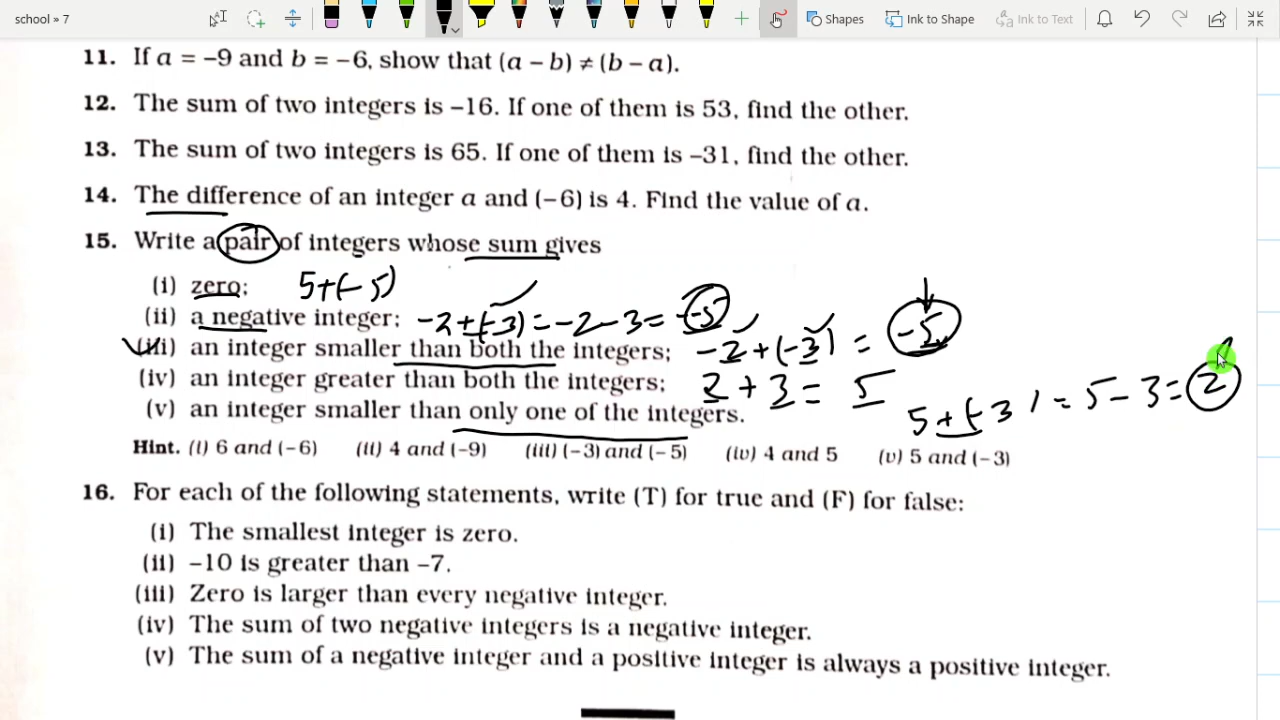 school » 7
Shapes
Ink to Shape
Ink to Text
11. If a = −9 and b = −6, show that (a − b) ≠ (b − a).
12. The sum of two integers is −16. If one of them is 53, find the other.
13. The sum of two integers is 65. If one of them is −31, find the other.
14. The difference of an integer a and (−6) is 4. Find the value of a.
15. Write a pair of integers whose sum gives
(i) zero; 5+(−5)
(ii) a negative integer; −2+(−3)=−2−3=−5
(iii) an integer smaller than both the integers; −2+(−3) = −5
(iv) an integer greater than both the integers; 2+3= 5
(v) an integer smaller than only one of the integers. 5+(−3)=5−3=2
Hint. (i) 6 and (−6) (ii) 4 and (−9) (iii) (−3) and (−5) (iv) 4 and 5 (v) 5 and (−3)
16. For each of the following statements, write (T) for true and (F) for false:
(i) The smallest integer is zero.
(ii) −10 is greater than −7.
(iii) Zero is larger than every negative integer.
(iv) The sum of two negative integers is a negative integer.
(v) The sum of a negative integer and a positive integer is always a positive integer.